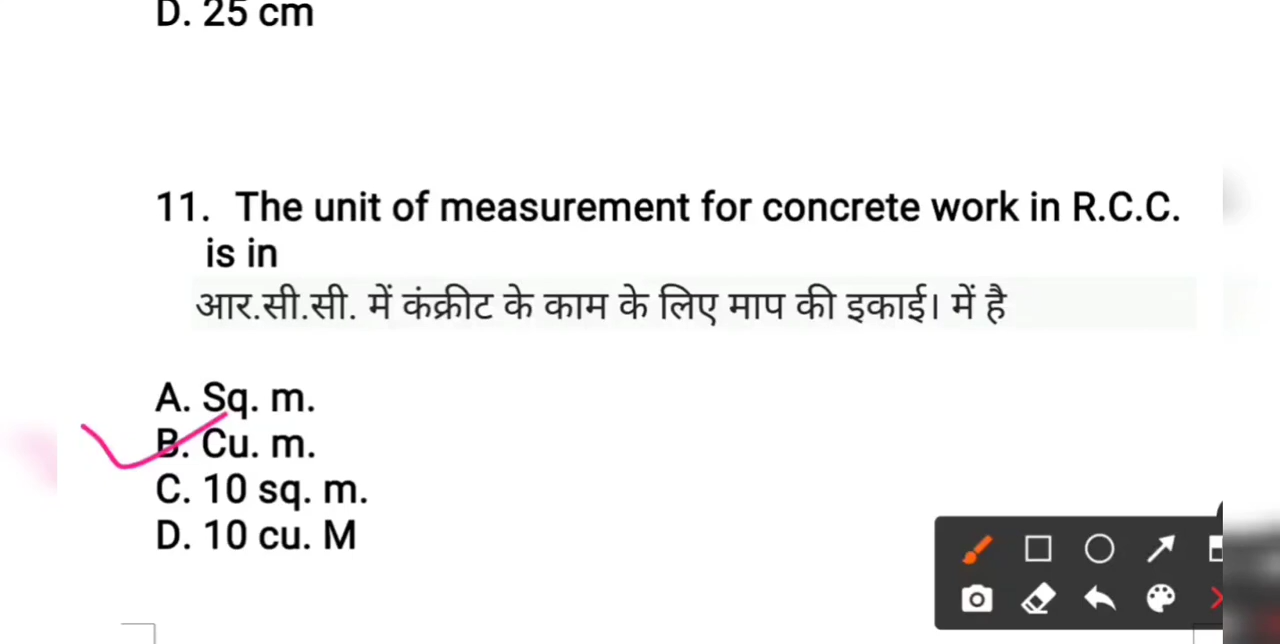 D. 25 cm
11. The unit of measurement for concrete work in R.C.C.
is in
आर.सी.सी. में कंक्रीट के काम के लिए माप की इकाई। में है
A. Sq. m.
B. Cu. m.
C. 10 sq. m.
D. 10 cu. M